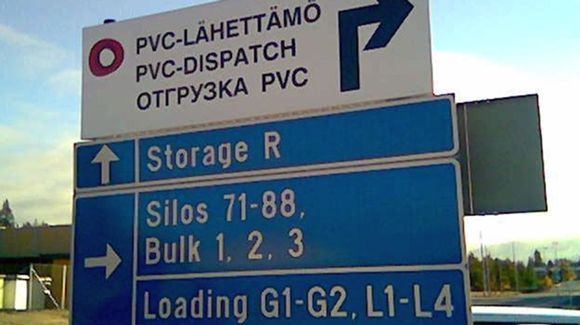 PVC-LÄHETTÄMÖ
PVC-DISPATCH
ОТГРУЗКА PVC
Storage R
Silos 71-88,
Bulk 1, 2, 3
Loading G1-G2, L1-L4